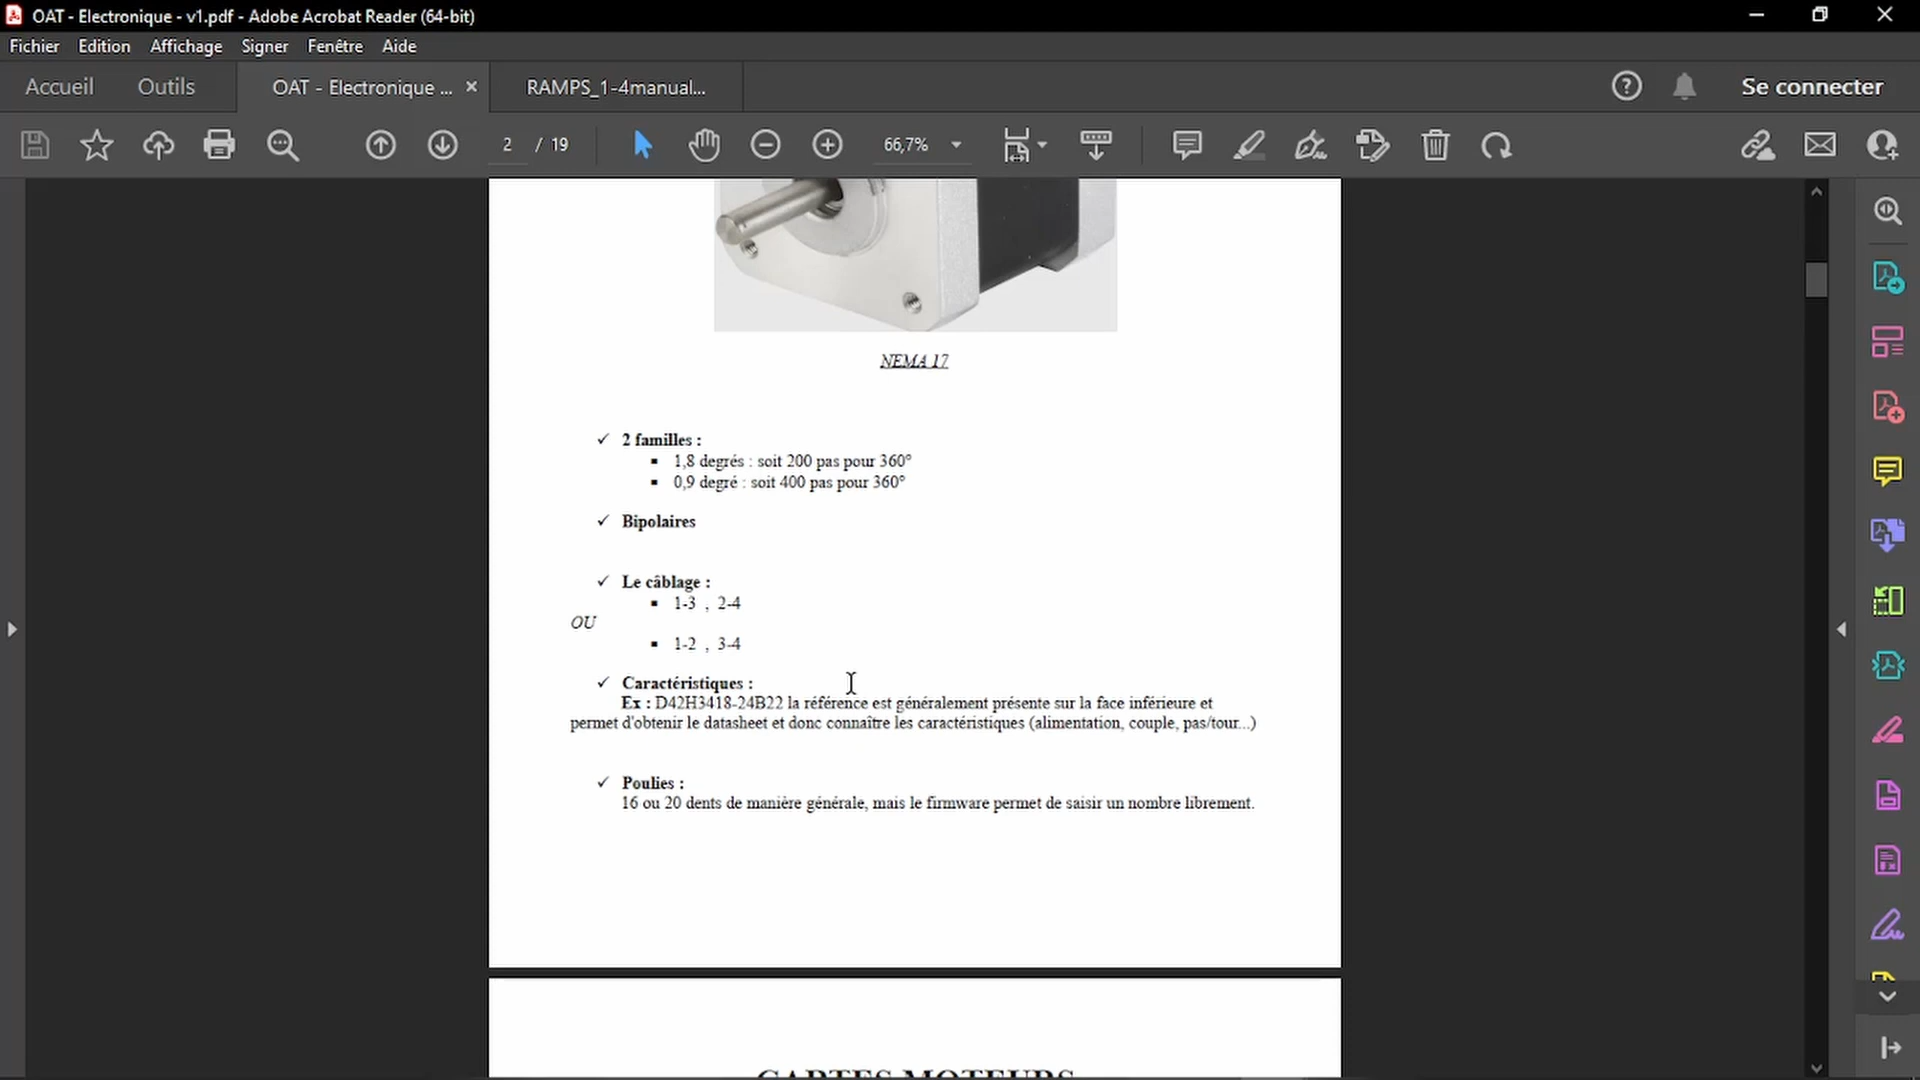 OAT - Electronique - v1.pdf - Adobe Acrobat Reader (64-bit)
Fichier Edition Affichage Signer Fenêtre Aide
Accueil Outils OAT - Electronique ... RAMPS_1-4manual... Se connecter
2 / 19 66,7%
NEMA 17
✓ 2 familles :
▪ 1,8 degrés : soit 200 pas pour 360°
▪ 0,9 degré : soit 400 pas pour 360°
✓ Bipolaires
✓ Le câblage :
▪ 1-3 , 2-4
OU
▪ 1-2 , 3-4
✓ Caractéristiques :
Ex : D42H3418-24B22 la référence est généralement présente sur la face inférieure et
permet d'obtenir le datasheet et donc connaître les caractéristiques (alimentation, couple, pas/tour...)
✓ Poulies :
16 ou 20 dents de manière générale, mais le firmware permet de saisir un nombre librement.
CARTES MOTEURS